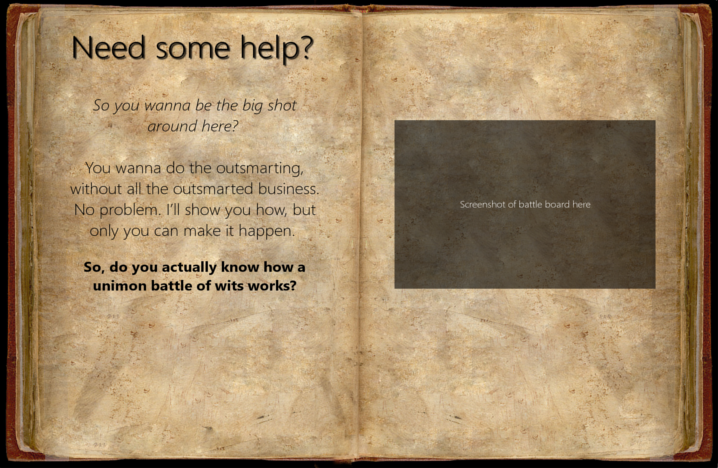 Need some help?
So you wanna be the big shot
around here?
You wanna do the outsmarting,
without all the outsmarted business.
No problem. I'll show you how, but
only you can make it happen.
So, do you actually know how a
unimon battle of wits works?
Screenshot of battle board here